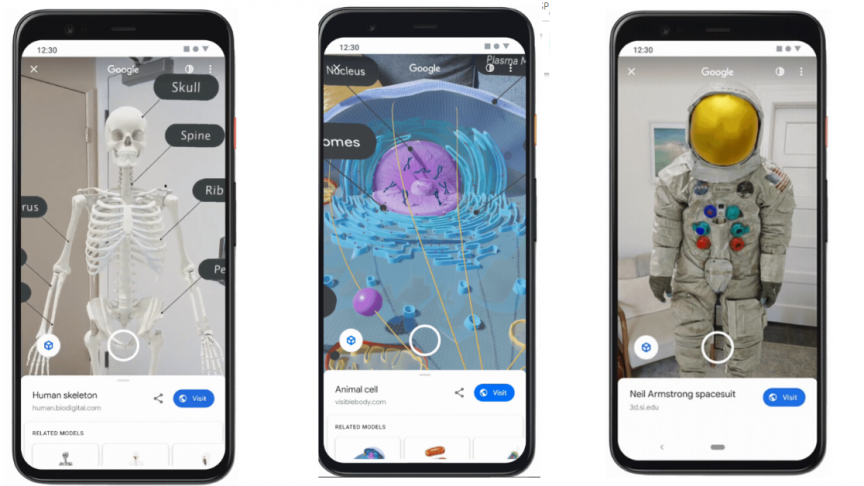 12:30
Google
Skull
Spine
Rib
rus
Pe
Human skeleton
human.biodigital.com
Visit
RELATED MODELS
SP
12:30
Nucleus
Google
Plasma M
omes
Animal cell
visiblebody.com
Visit
RELATED MODELS
12:30
Google
Neil Armstrong spacesuit
3d.si.edu
Visit